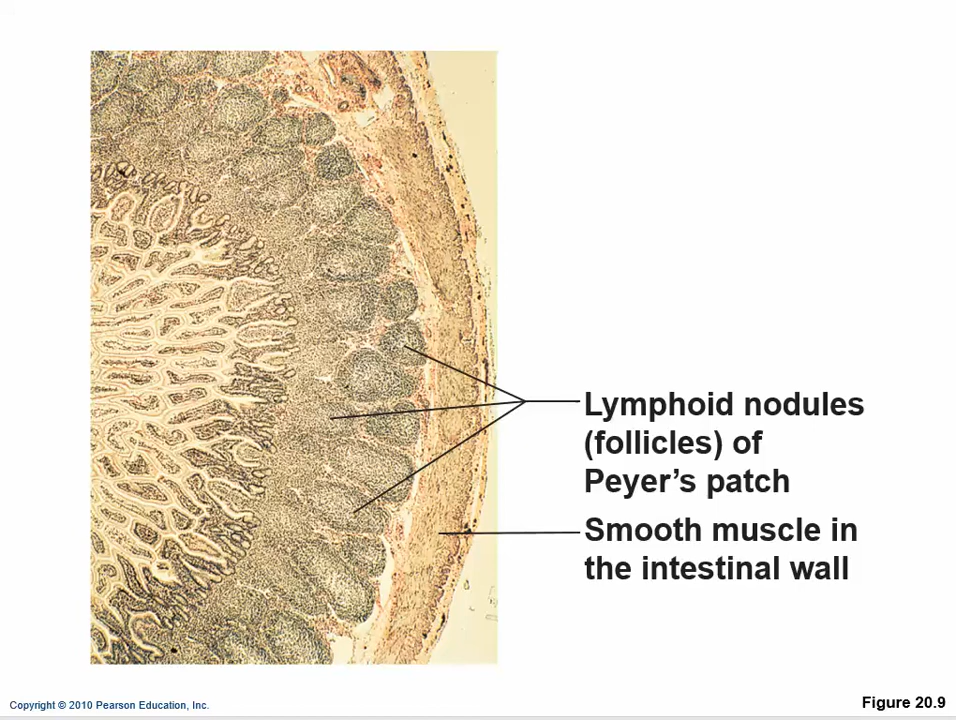 Lymphoid nodules
(follicles) of
Peyer’s patch
Smooth muscle in
the intestinal wall
Copyright © 2010 Pearson Education, Inc.
Figure 20.9